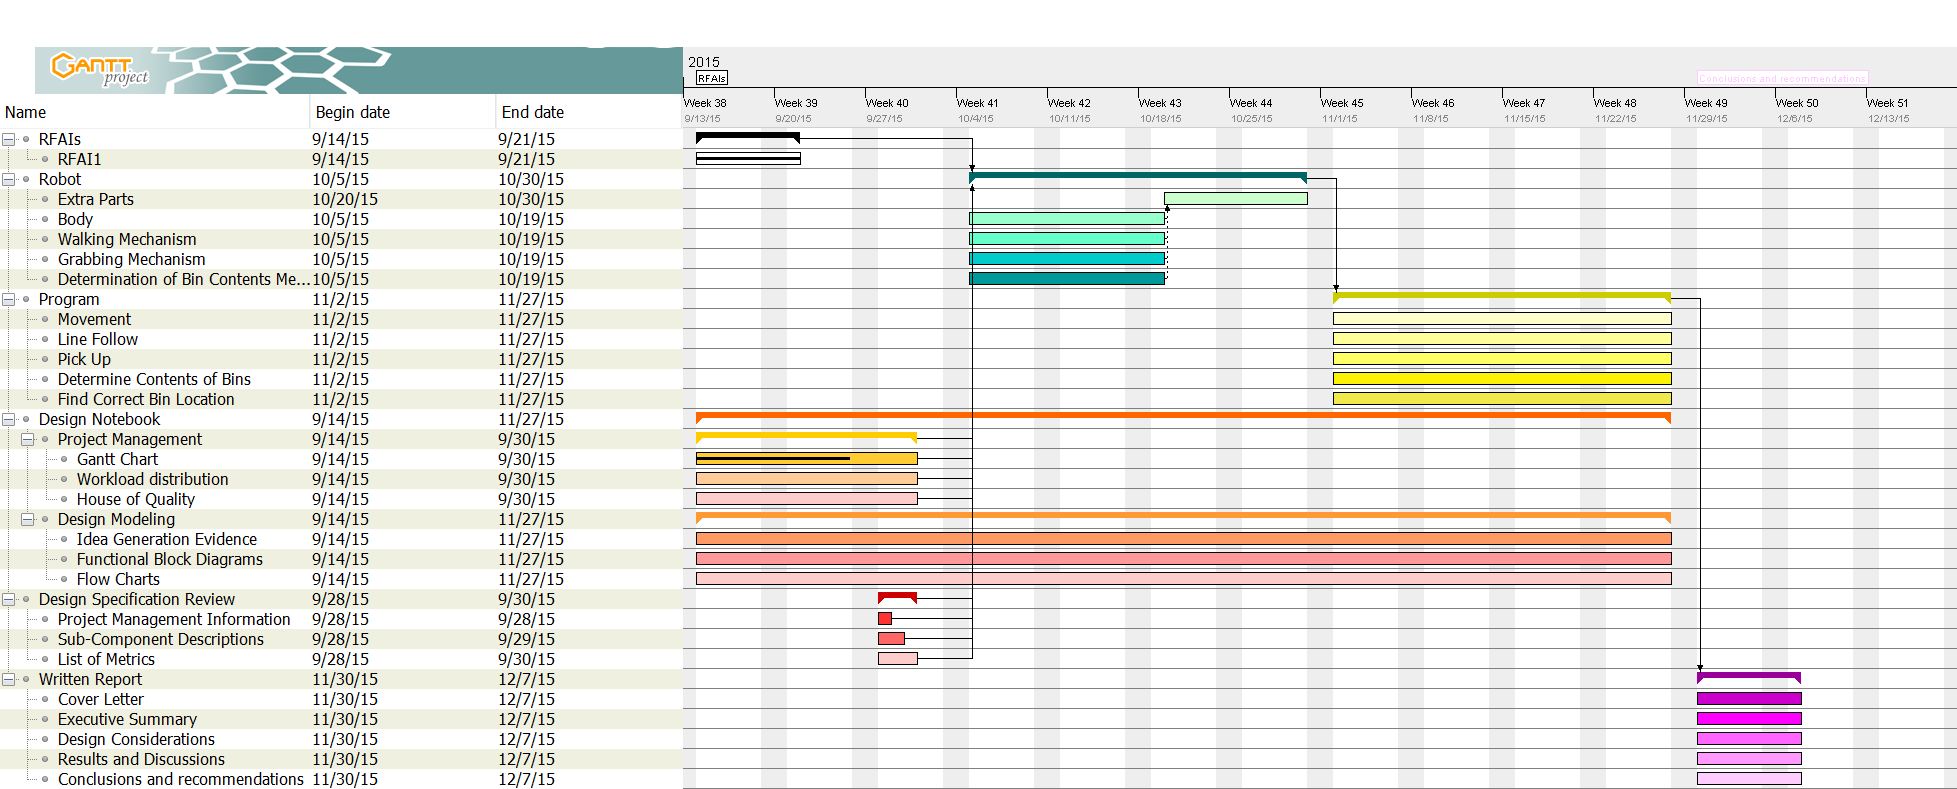 GANTT
project
2015
RFAIs
Conclusions and recommendations
Name Begin date End date
Week 38 Week 39 Week 40 Week 41 Week 42 Week 43 Week 44 Week 45 Week 46 Week 47 Week 48 Week 49 Week 50 Week 51
9/13/15 9/20/15 9/27/15 10/4/15 10/11/15 10/18/15 10/25/15 11/1/15 11/8/15 11/15/15 11/22/15 11/29/15 12/6/15 12/13/15
RFAIs 9/14/15 9/21/15
RFAI1 9/14/15 9/21/15
Robot 10/5/15 10/30/15
Extra Parts 10/20/15 10/30/15
Body 10/5/15 10/19/15
Walking Mechanism 10/5/15 10/19/15
Grabbing Mechanism 10/5/15 10/19/15
Determination of Bin Contents Me... 10/5/15 10/19/15
Program 11/2/15 11/27/15
Movement 11/2/15 11/27/15
Line Follow 11/2/15 11/27/15
Pick Up 11/2/15 11/27/15
Determine Contents of Bins 11/2/15 11/27/15
Find Correct Bin Location 11/2/15 11/27/15
Design Notebook 9/14/15 11/27/15
Project Management 9/14/15 9/30/15
Gantt Chart 9/14/15 9/30/15
Workload distribution 9/14/15 9/30/15
House of Quality 9/14/15 9/30/15
Design Modeling 9/14/15 11/27/15
Idea Generation Evidence 9/14/15 11/27/15
Functional Block Diagrams 9/14/15 11/27/15
Flow Charts 9/14/15 11/27/15
Design Specification Review 9/28/15 9/30/15
Project Management Information 9/28/15 9/28/15
Sub-Component Descriptions 9/28/15 9/29/15
List of Metrics 9/28/15 9/30/15
Written Report 11/30/15 12/7/15
Cover Letter 11/30/15 12/7/15
Executive Summary 11/30/15 12/7/15
Design Considerations 11/30/15 12/7/15
Results and Discussions 11/30/15 12/7/15
Conclusions and recommendations 11/30/15 12/7/15